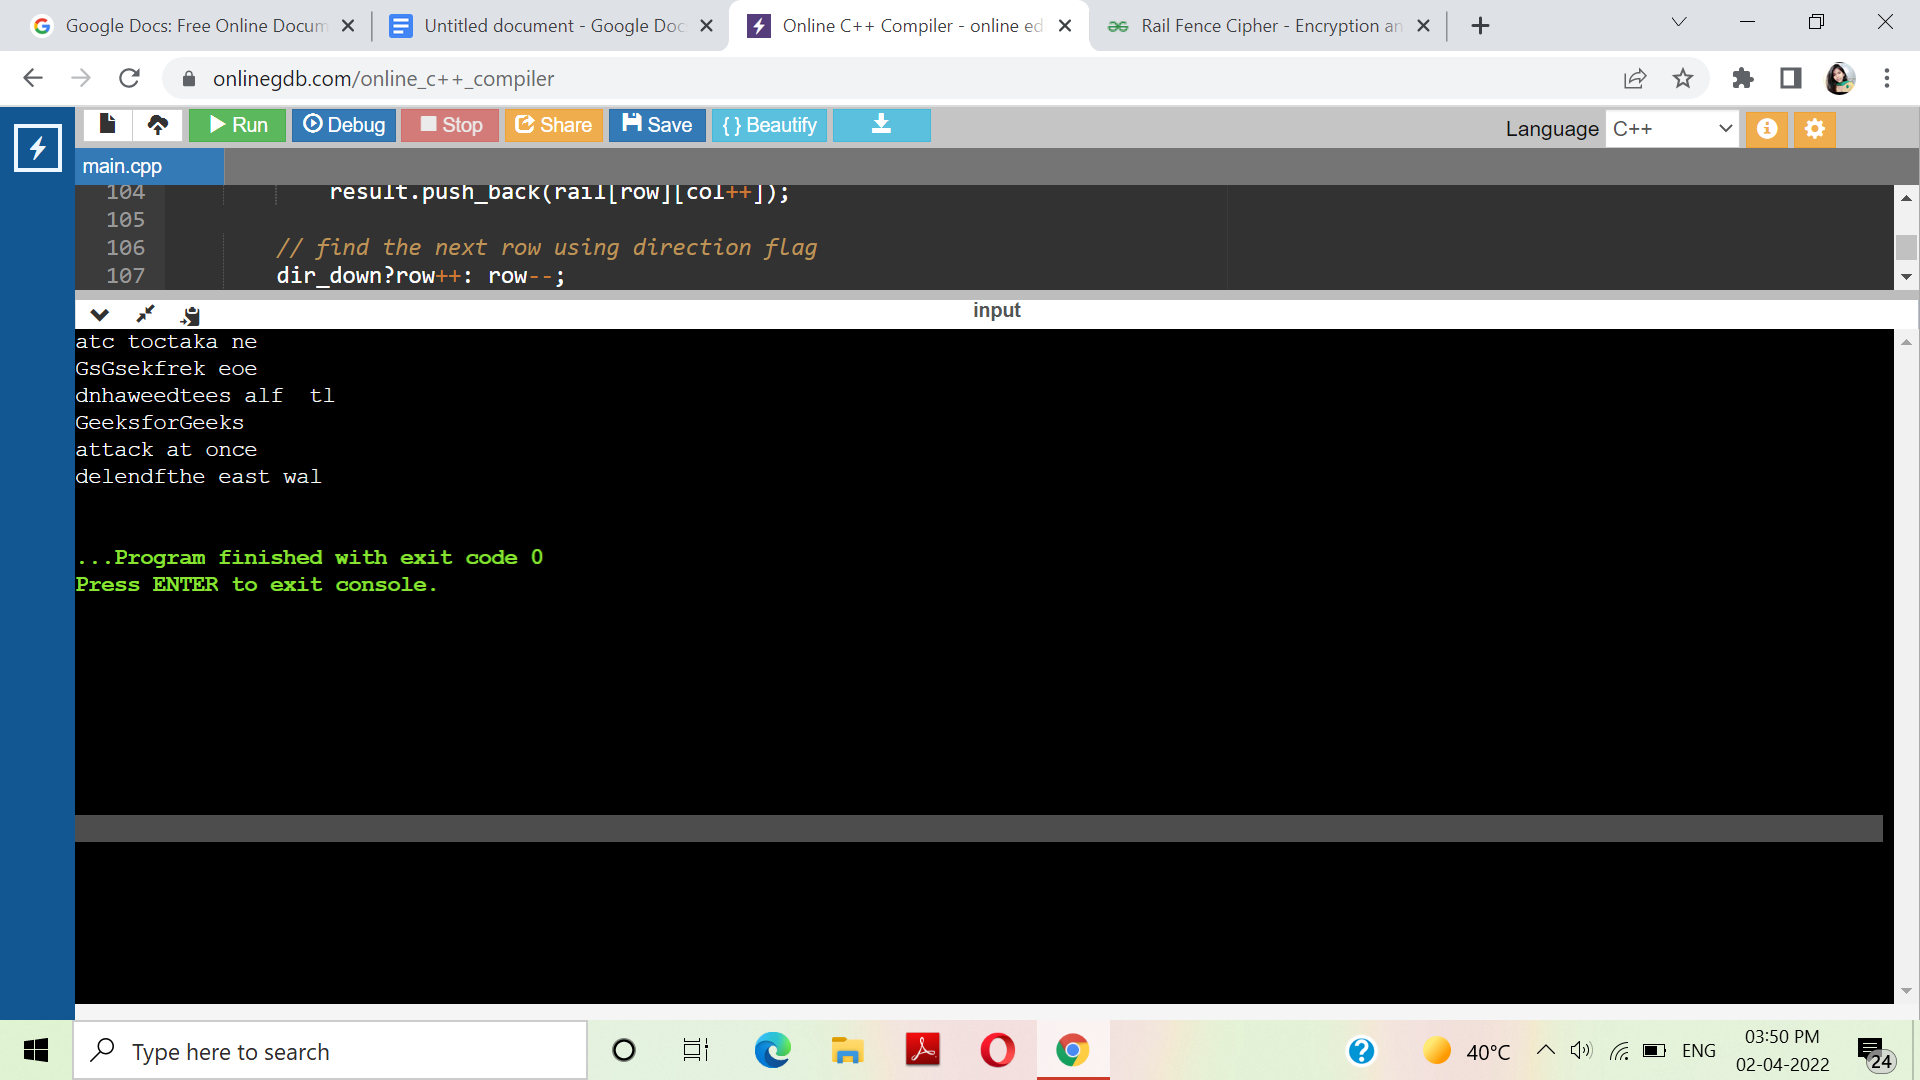 Google Docs: Free Online Docum
Untitled document - Google Doc
Online C++ Compiler - online ed
Rail Fence Cipher - Encryption an
onlinegdb.com/online_c++_compiler
Run
Debug
Stop
Share
Save
{ } Beautify
Language
C++
main.cpp
104 result.push_back(rail[row][col++]);
105
106 // find the next row using direction flag
107 dir_down?row++: row--;
input
atc toctaka ne
GsGsekfrek eoe
dnhaweedtees alf  tl
GeeksforGeeks
attack at once
delendfthe east wal
...Program finished with exit code 0
Press ENTER to exit console.
Type here to search
40°C
ENG
03:50 PM
02-04-2022
24